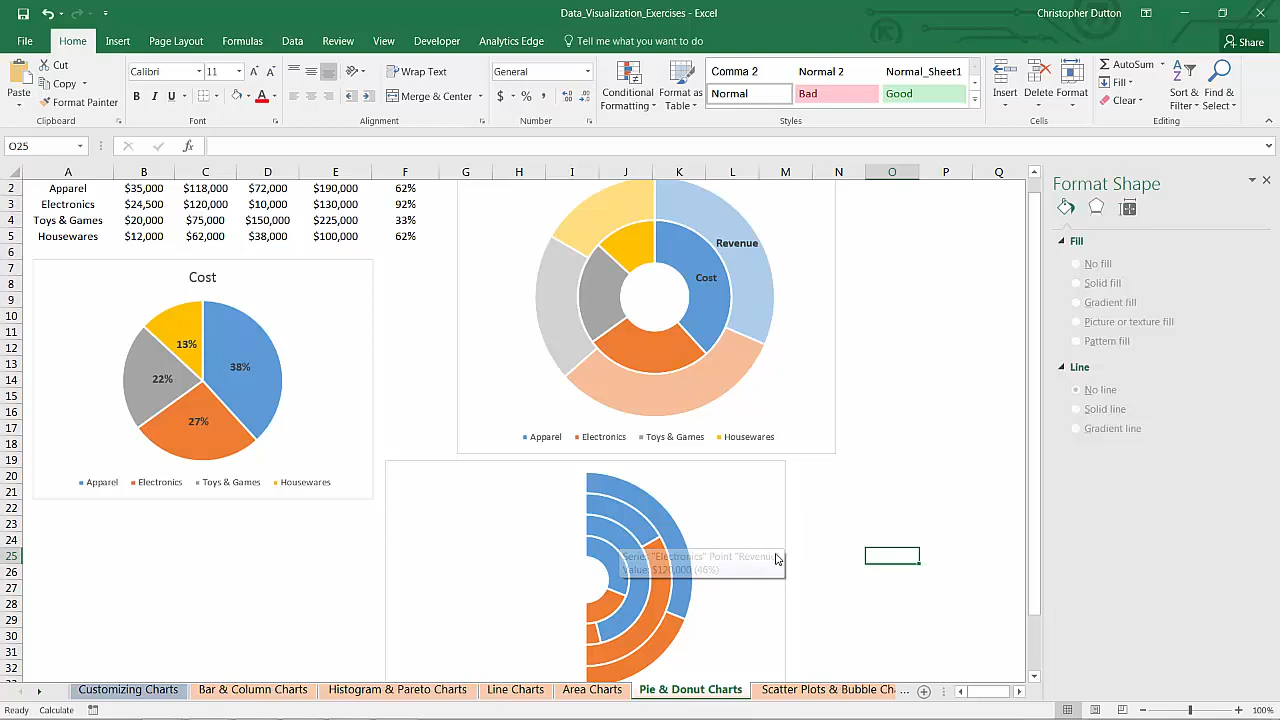 Data_Visualization_Exercises - Excel
Christopher Dutton
File Home Insert Page Layout Formulas Data Review View Developer Analytics Edge Tell me what you want to do Share
Cut
Copy
Format Painter
Paste
Clipboard
Calibri 11
B I U
Font
Wrap Text
Merge & Center
Alignment
General
$ % ,
Number
Conditional Formatting
Format as Table
Comma 2 Normal 2 Normal_Sheet1
Normal Bad Good
Styles
Insert Delete Format
Cells
AutoSum
Fill
Clear
Sort & Filter
Find & Select
Editing
O25 fx
A B C D E F G H I J K L M N O P Q
2 Apparel $35,000 $118,000 $72,000 $190,000 62%
3 Electronics $24,500 $120,000 $10,000 $130,000 92%
4 Toys & Games $20,000 $75,000 $150,000 $225,000 33%
5 Housewares $12,000 $62,000 $38,000 $100,000 62%
6
7
8
9
10
11
12
13
14
15
16
17
18
19
20
21
22
23
24
25
26
27
28
29
30
31
32
Cost
13%
38%
22%
27%
Apparel Electronics Toys & Games Housewares
Revenue
Cost
Apparel Electronics Toys & Games Housewares
Series "Electronics" Point "Revenue
Value: $120,000 (46%)
Format Shape
Fill
No fill
Solid fill
Gradient fill
Picture or texture fill
Pattern fill
Line
No line
Solid line
Gradient line
Customizing Charts Bar & Column Charts Histogram & Pareto Charts Line Charts Area Charts Pie & Donut Charts Scatter Plots & Bubble Ch ...
Ready Calculate 100%